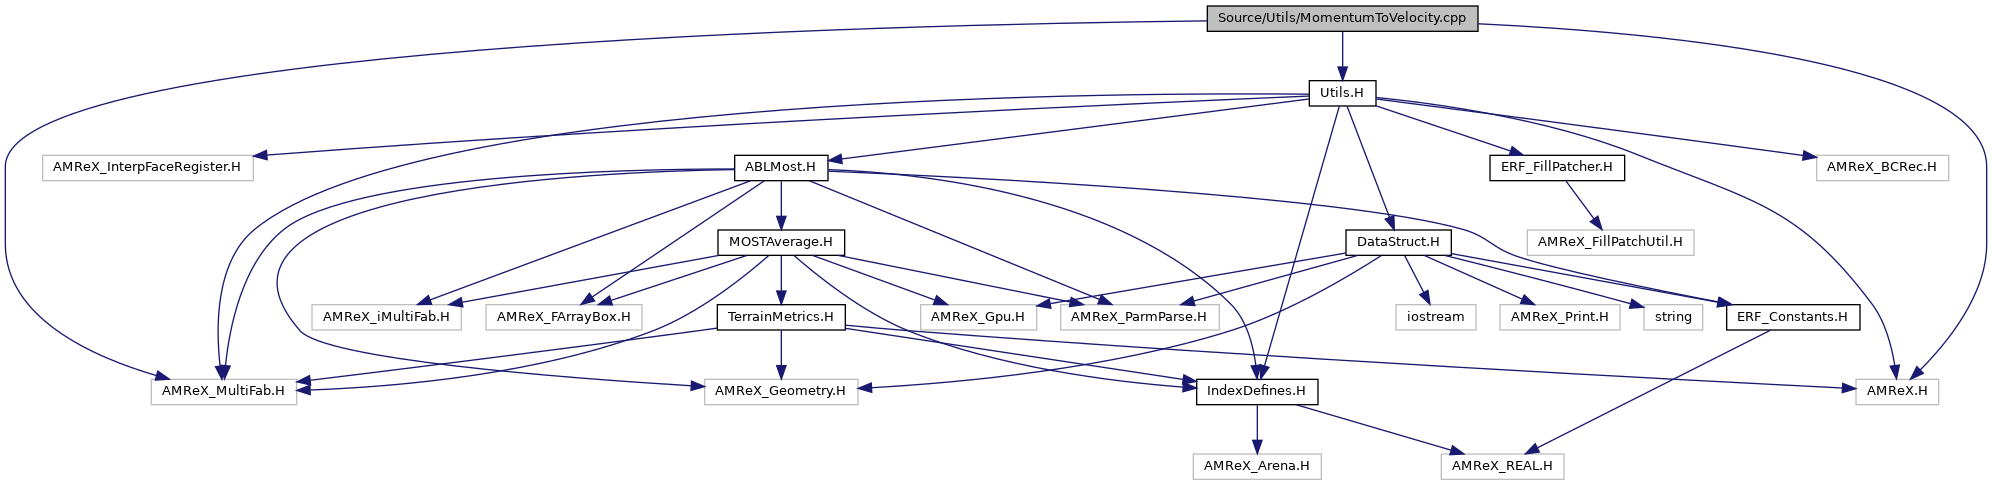 Source/Utils/MomentumToVelocity.cpp
Utils.H
AMReX_InterpFaceRegister.H
ABLMost.H
ERF_FillPatcher.H
AMReX_BCRec.H
MOSTAverage.H
DataStruct.H
AMReX_FillPatchUtil.H
AMReX_iMultiFab.H
AMReX_FArrayBox.H
TerrainMetrics.H
AMReX_Gpu.H
AMReX_ParmParse.H
iostream
AMReX_Print.H
string
ERF_Constants.H
AMReX_MultiFab.H
AMReX_Geometry.H
IndexDefines.H
AMReX.H
AMReX_Arena.H
AMReX_REAL.H